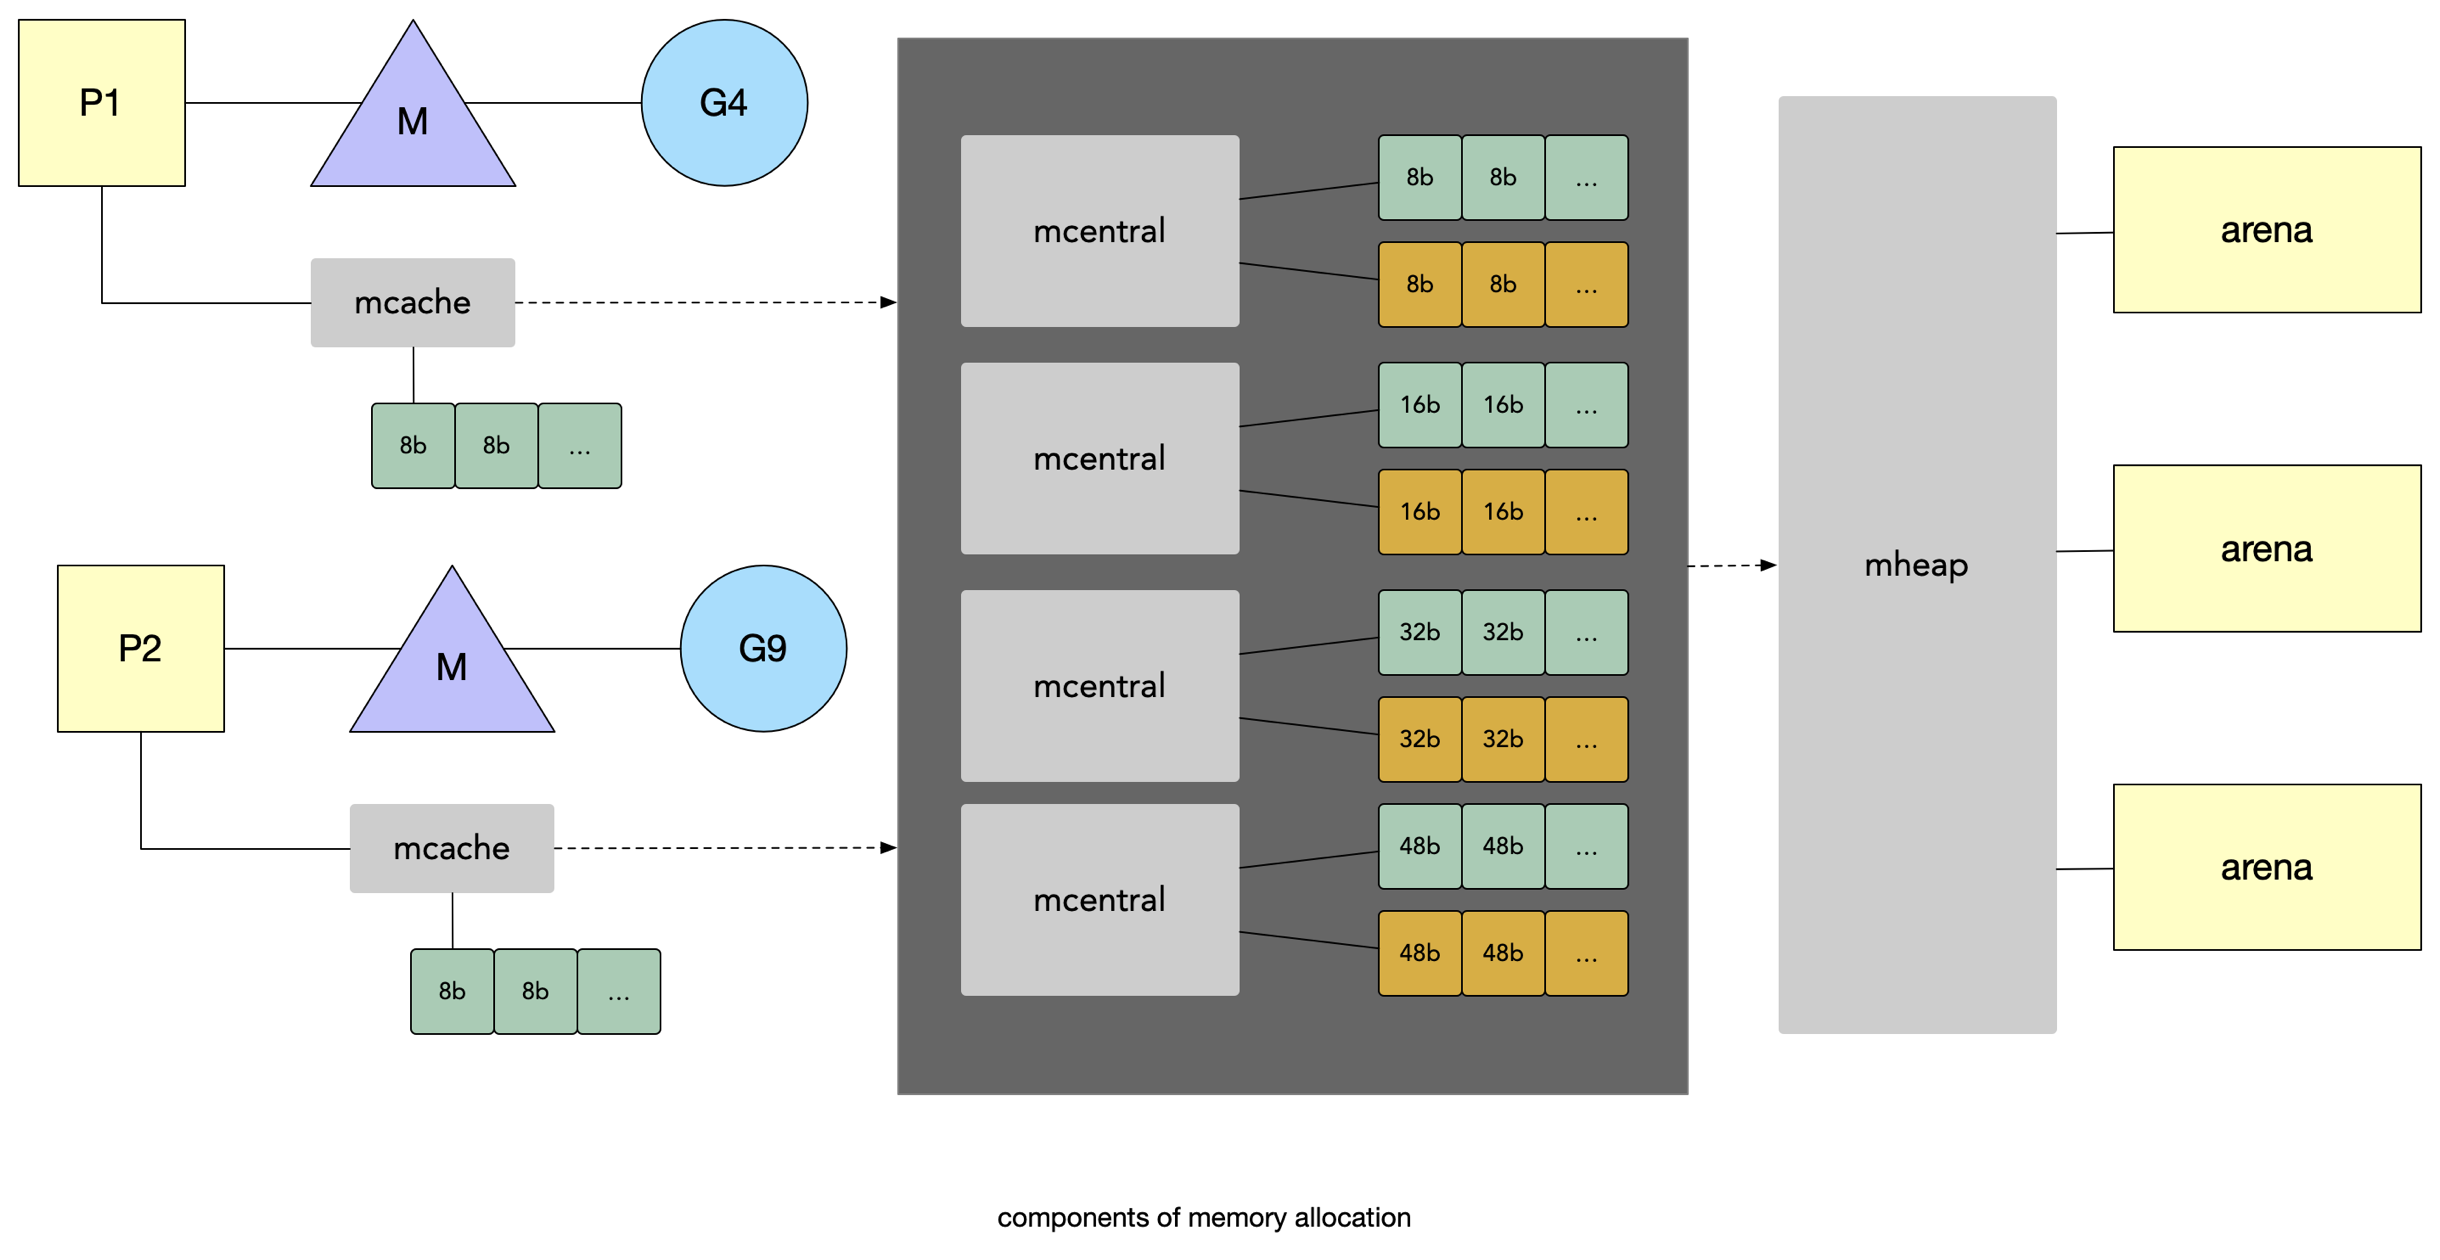 P1
M
G4
mcache
8b 8b ...
P2
M
G9
mcache
8b 8b ...
mcentral
8b 8b ...
8b 8b ...
mcentral
16b 16b ...
16b 16b ...
mcentral
32b 32b ...
32b 32b ...
mcentral
48b 48b ...
48b 48b ...
mheap
arena
arena
arena
components of memory allocation